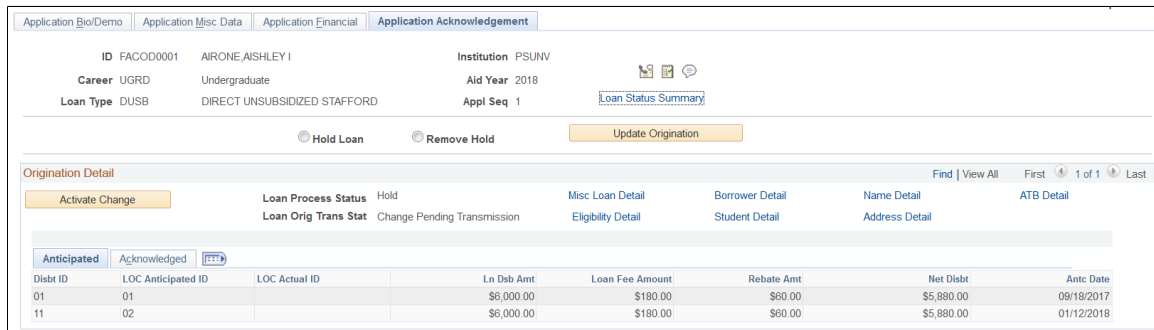 Application Bio/Demo Application Misc Data Application Financial Application Acknowledgement
ID FACOD0001 AIRONE,AISHLEY I Institution PSUNV
Career UGRD Undergraduate Aid Year 2018
Loan Type DUSB DIRECT UNSUBSIDIZED STAFFORD Appl Seq 1 Loan Status Summary
Hold Loan Remove Hold Update Origination
Origination Detail Find | View All First 1 of 1 Last
Activate Change Loan Process Status Hold Misc Loan Detail Borrower Detail Name Detail ATB Detail
Loan Orig Trans Stat Change Pending Transmission Eligibility Detail Student Detail Address Detail
Anticipated Acknowledged
Disbt ID LOC Anticipated ID LOC Actual ID Ln Dsb Amt Loan Fee Amount Rebate Amt Net Disbt Antc Date
01 01 $6,000.00 $180.00 $60.00 $5,880.00 09/18/2017
11 02 $6,000.00 $180.00 $60.00 $5,880.00 01/12/2018